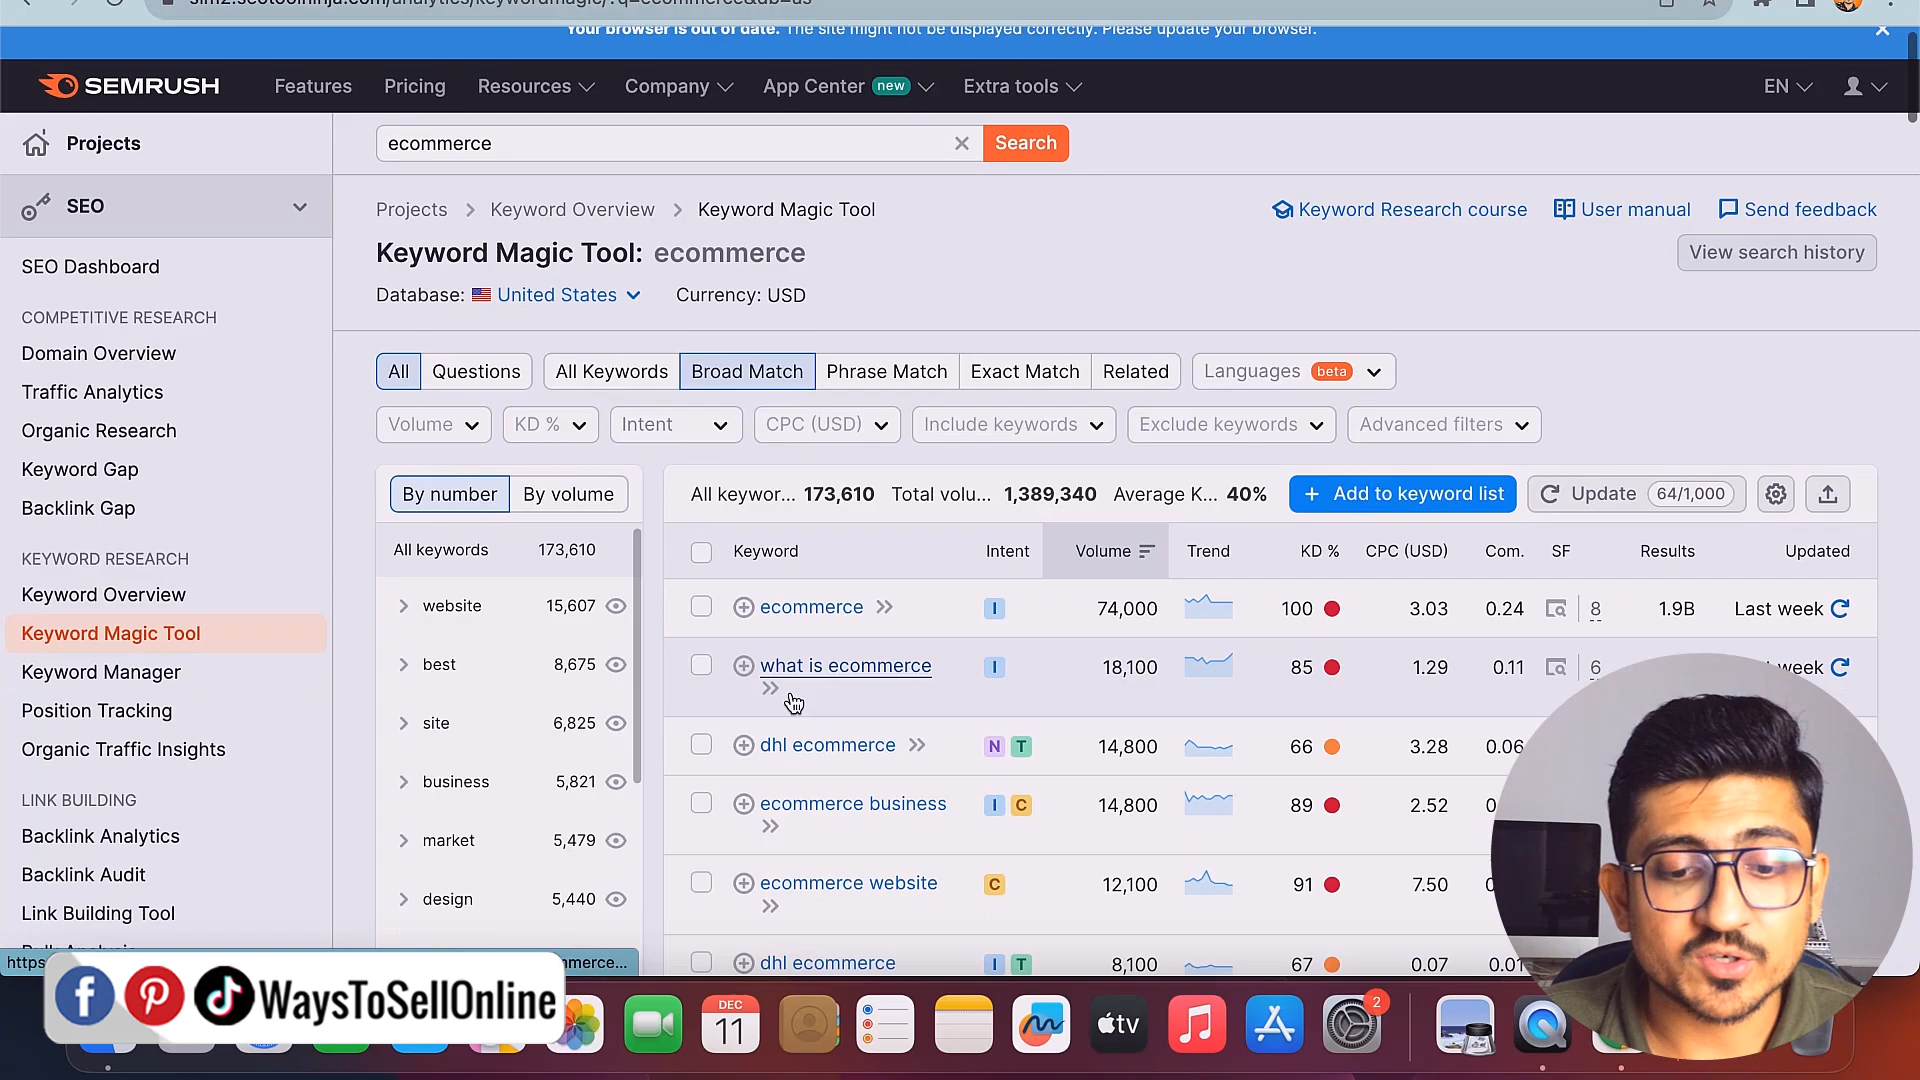 Your browser is out of date. The site might not be displayed correctly. Please update your browser.
SEMRUSH Features Pricing Resources Company App Center new Extra tools EN
Projects
ecommerce Search
SEO
Projects Keyword Overview Keyword Magic Tool
Keyword Research course User manual Send feedback
Keyword Magic Tool: ecommerce
View search history
Database: United States Currency: USD
SEO Dashboard
COMPETITIVE RESEARCH
Domain Overview
Traffic Analytics
Organic Research
Keyword Gap
Backlink Gap
KEYWORD RESEARCH
Keyword Overview
Keyword Magic Tool
Keyword Manager
Position Tracking
Organic Traffic Insights
LINK BUILDING
Backlink Analytics
Backlink Audit
Link Building Tool
All Questions All Keywords Broad Match Phrase Match Exact Match Related Languages beta
Volume KD % Intent CPC (USD) Include keywords Exclude keywords Advanced filters
By number By volume
All keywords 173,610
website 15,607
best 8,675
site 6,825
business 5,821
market 5,479
design 5,440
All keywor... 173,610 Total volu... 1,389,340 Average K... 40% + Add to keyword list Update 64/1,000
Keyword Intent Volume Trend KD % CPC (USD) Com. SF Results Updated
ecommerce I 74,000 100 3.03 0.24 8 1.9B Last week
what is ecommerce I 18,100 85 1.29 0.11 6 week
dhl ecommerce N T 14,800 66 3.28 0.06
ecommerce business I C 14,800 89 2.52
ecommerce website C 12,100 91 7.50
dhl ecommerce I T 8,100 67 0.07
https mmerce...
WaysToSellOnline
DEC
11
tv
2